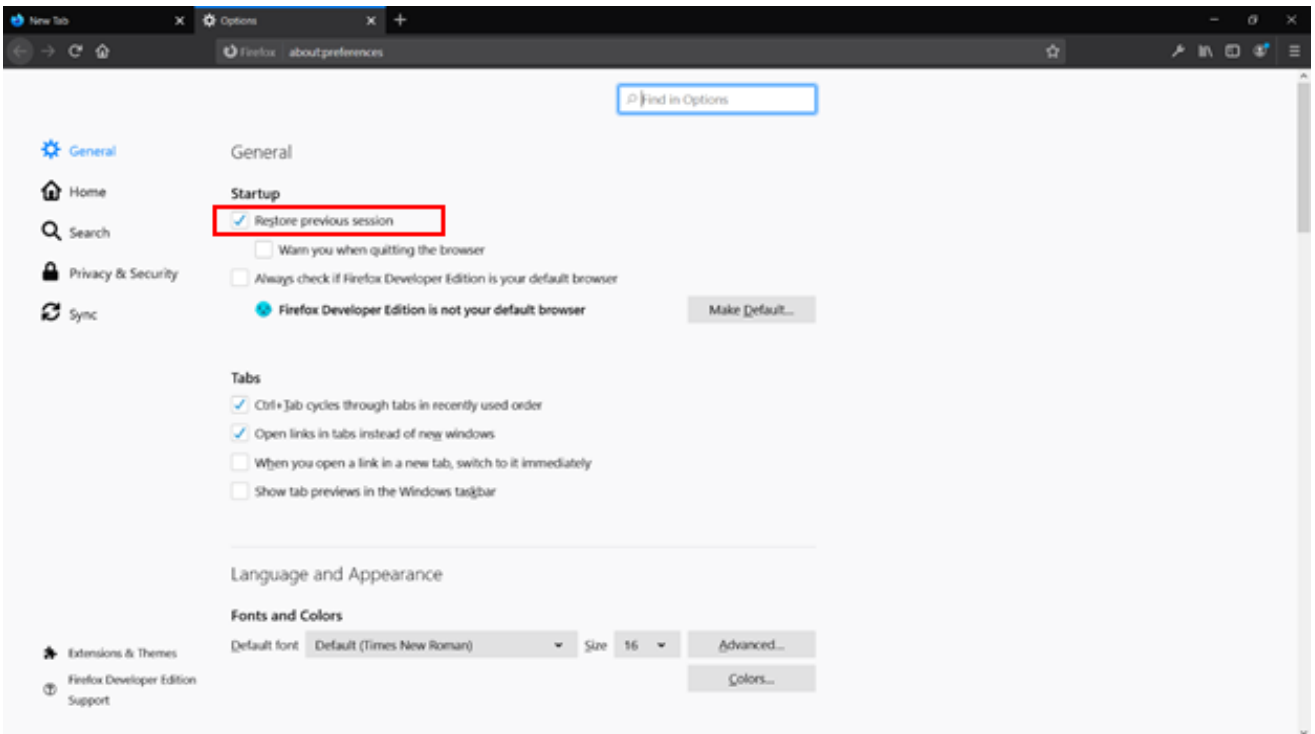 New Tab
Options
Firefox
about:preferences
Find in Options
General
Home
Search
Privacy & Security
Sync
Extensions & Themes
Firefox Developer Edition
Support
General
Startup
Restore previous session
Warn you when quitting the browser
Always check if Firefox Developer Edition is your default browser
Firefox Developer Edition is not your default browser
Make Default...
Tabs
Ctrl+Tab cycles through tabs in recently used order
Open links in tabs instead of new windows
When you open a link in a new tab, switch to it immediately
Show tab previews in the Windows taskbar
Language and Appearance
Fonts and Colors
Default font Default (Times New Roman) Size 16 Advanced...
Colors...